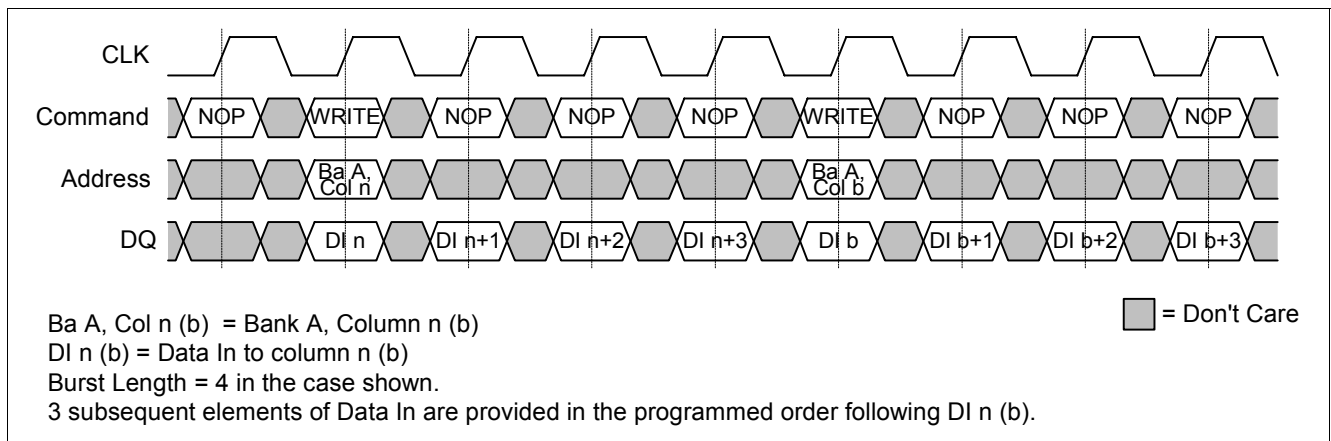 CLK
Command NOP WRITE NOP NOP NOP WRITE NOP NOP NOP
Address Ba A, Col n Ba A, Col b
DQ DI n DI n+1 DI n+2 DI n+3 DI b DI b+1 DI b+2 DI b+3
Ba A, Col n (b) = Bank A, Column n (b)
= Don't Care
DI n (b) = Data In to column n (b)
Burst Length = 4 in the case shown.
3 subsequent elements of Data In are provided in the programmed order following DI n (b).